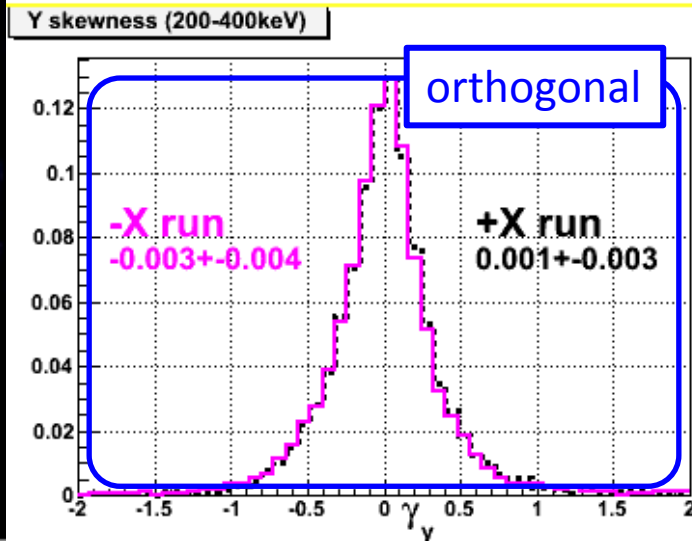 Y skewness (200-400keV)
orthogonal
0.12
0.1
0.08
0.06
0.04
0.02
0
-X run
-0.003+-0.004
+X run
0.001+-0.003
-2 -1.5 -1 -0.5 0 0.5 1 1.5 2
γy